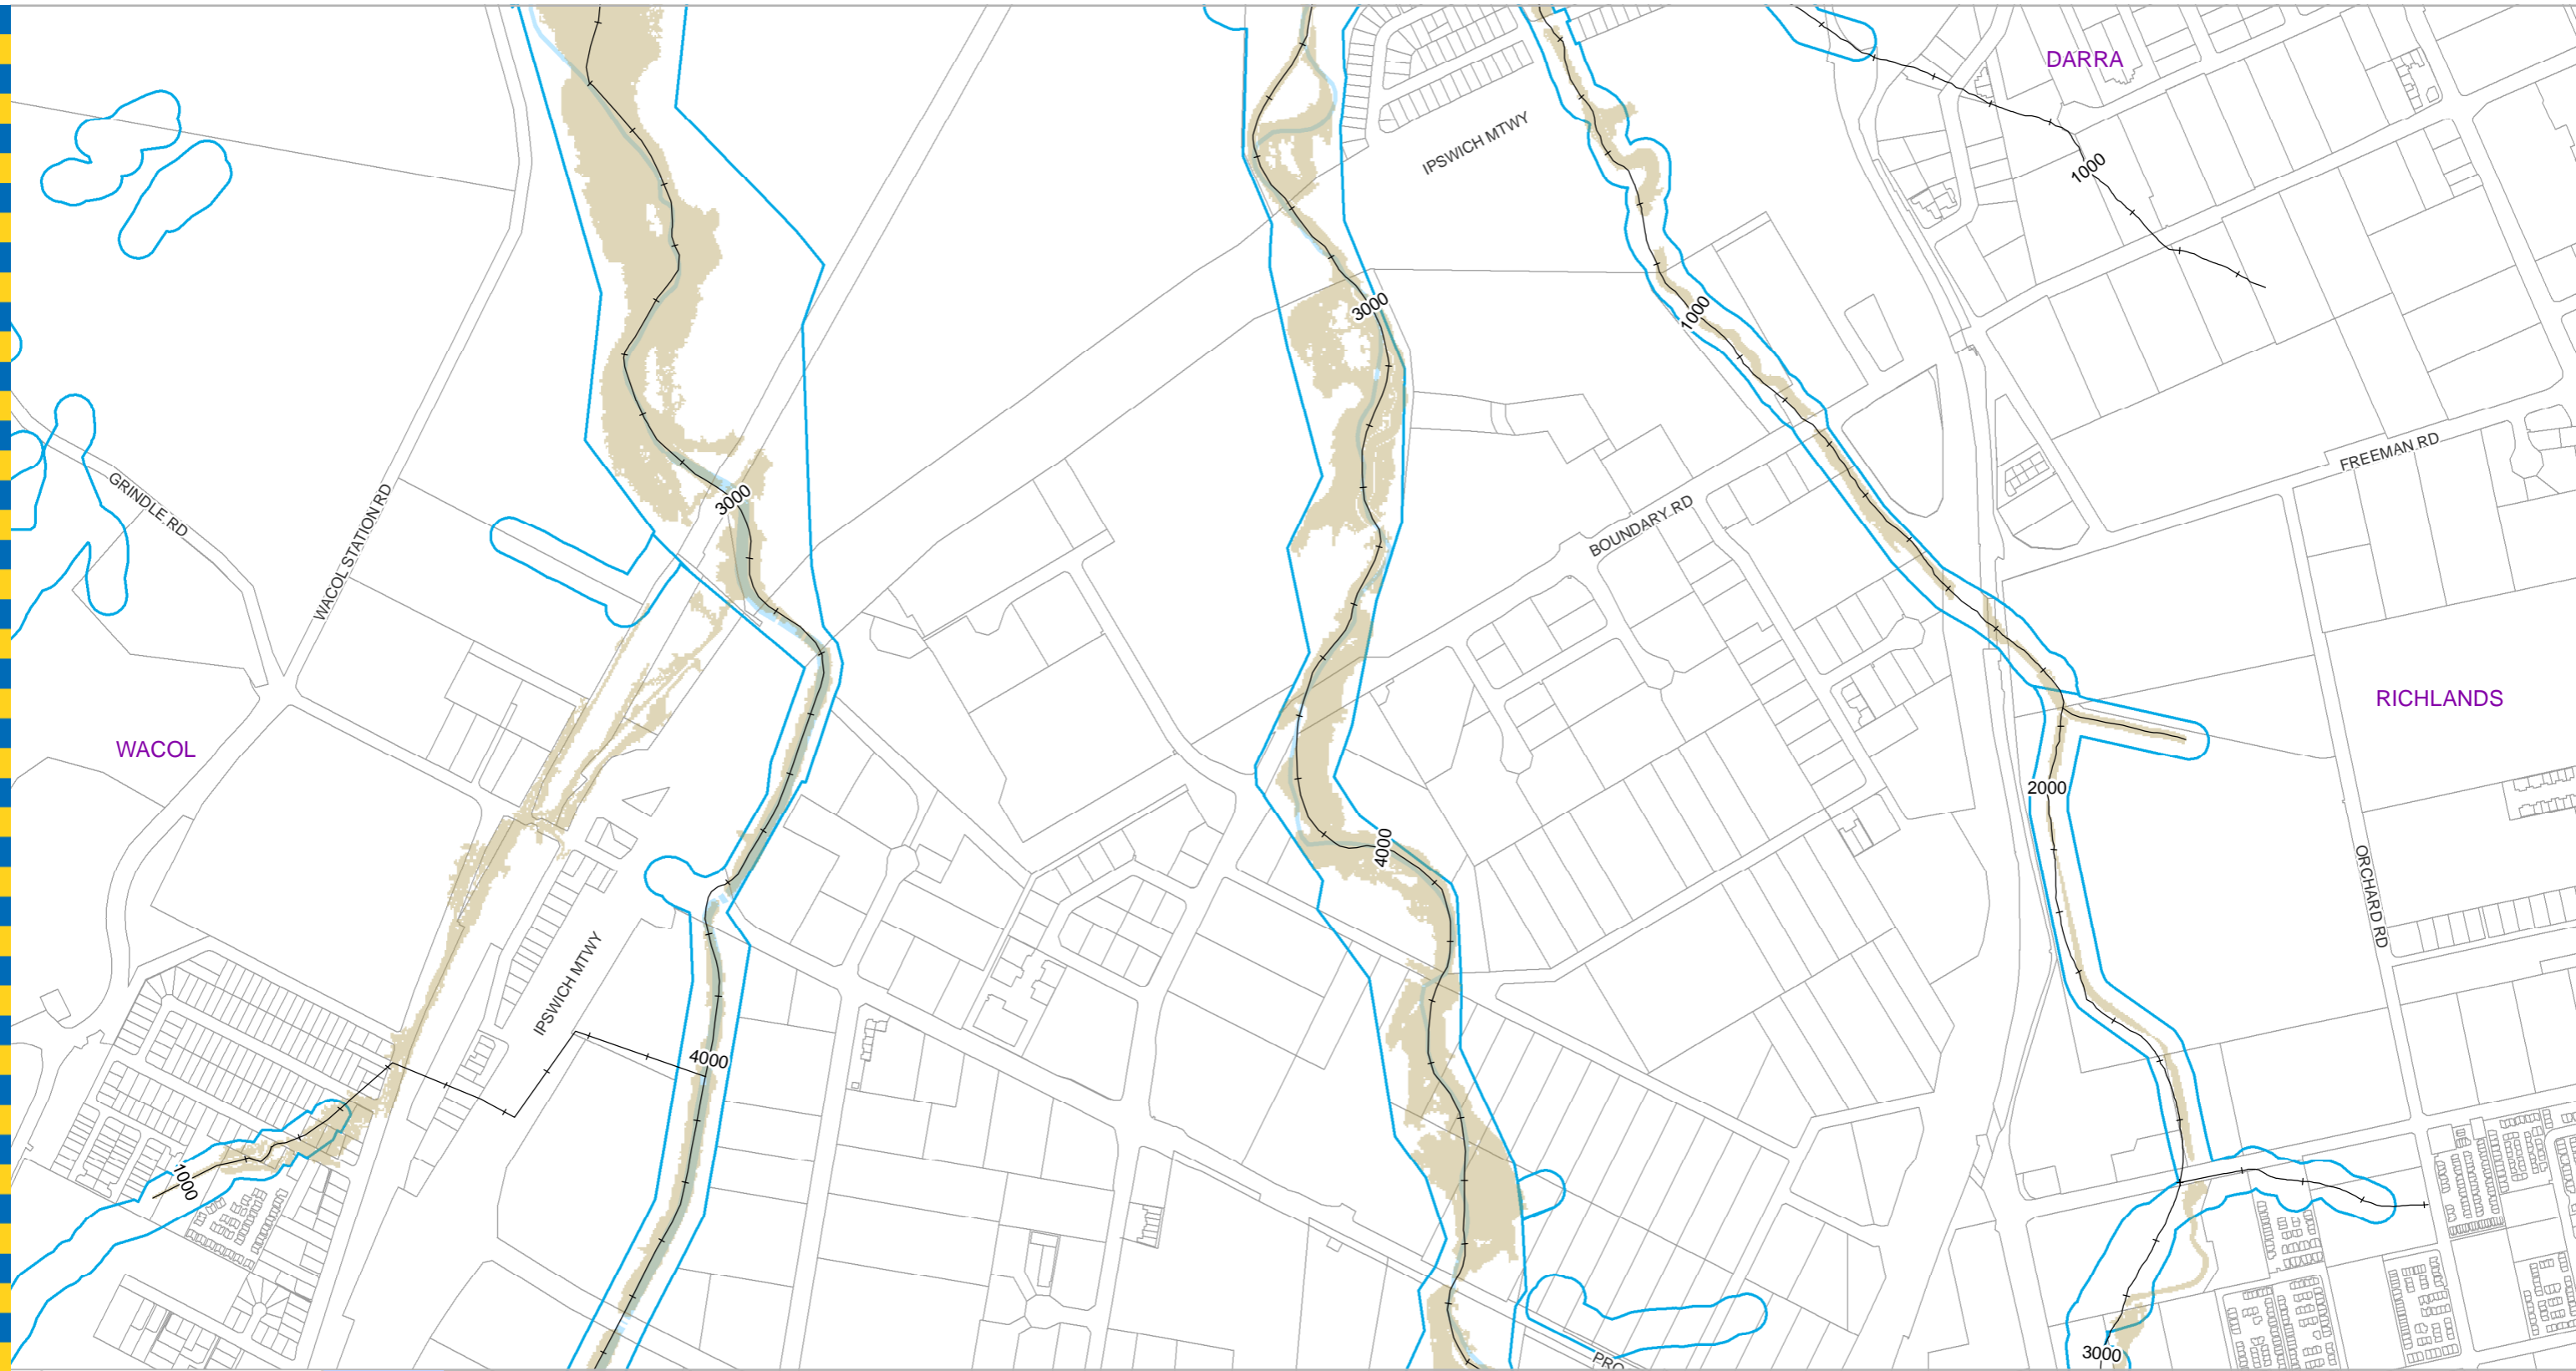 DARRA
IPSWICH MTWY
1000
3000
1000
FREEMAN RD
GRINDLE RD
WACOL STATION RD
3000
BOUNDARY RD
RICHLANDS
WACOL
2000
4000
ORCHARD RD
IPSWICH MTWY
4000
1000
3000
PRO